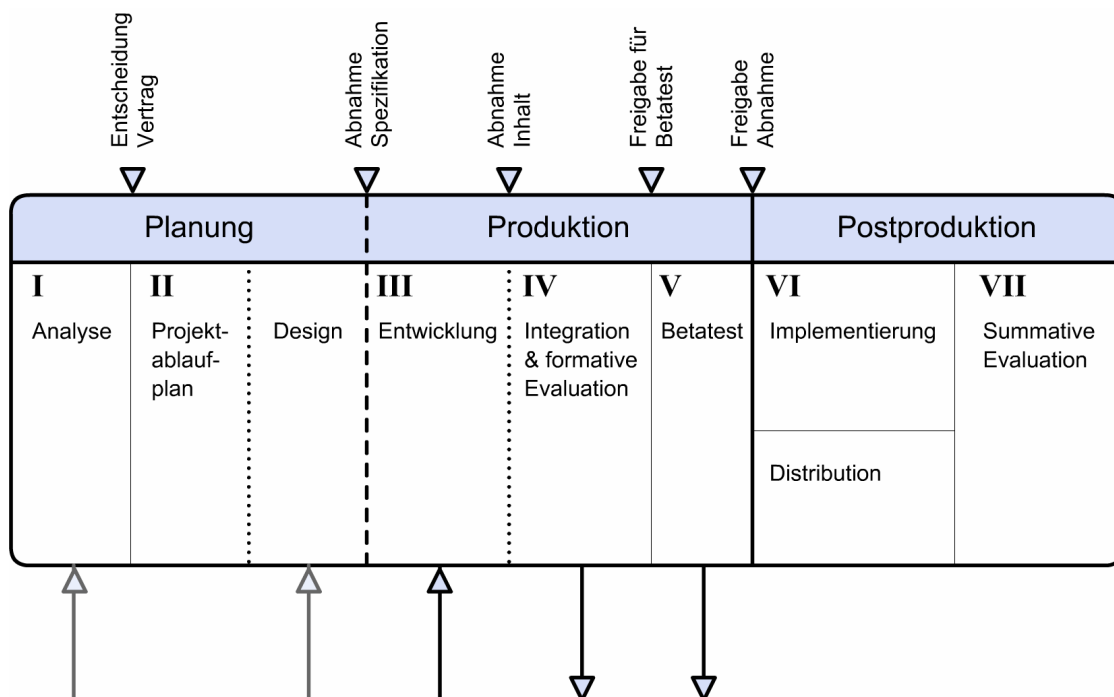 Entscheidung
Vertrag
Abnahme
Spezifikation
Abnahme
Inhalt
Freigabe für
Betatest
Freigabe
Abnahme
Planung
Produktion
Postproduktion
I
Analyse
II
Projekt-
ablauf-
plan
Design
III
Entwicklung
IV
Integration
& formative
Evaluation
V
Betatest
VI
Implementierung
Distribution
VII
Summative
Evaluation